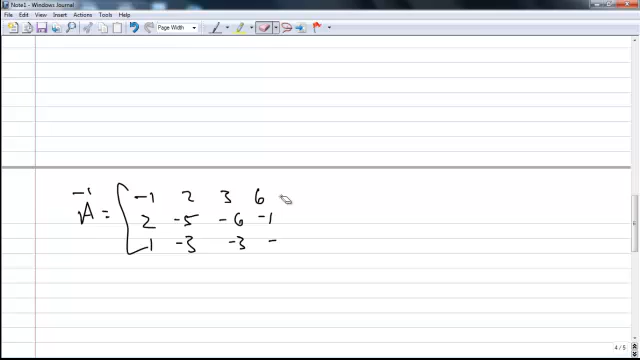 Note1 - Windows Journal
File Edit View Insert Actions Tools Help
Page Width
-1
A = -1 2 3 6
2 -5 -6 -1
1 -3 -3 -
4 / 5